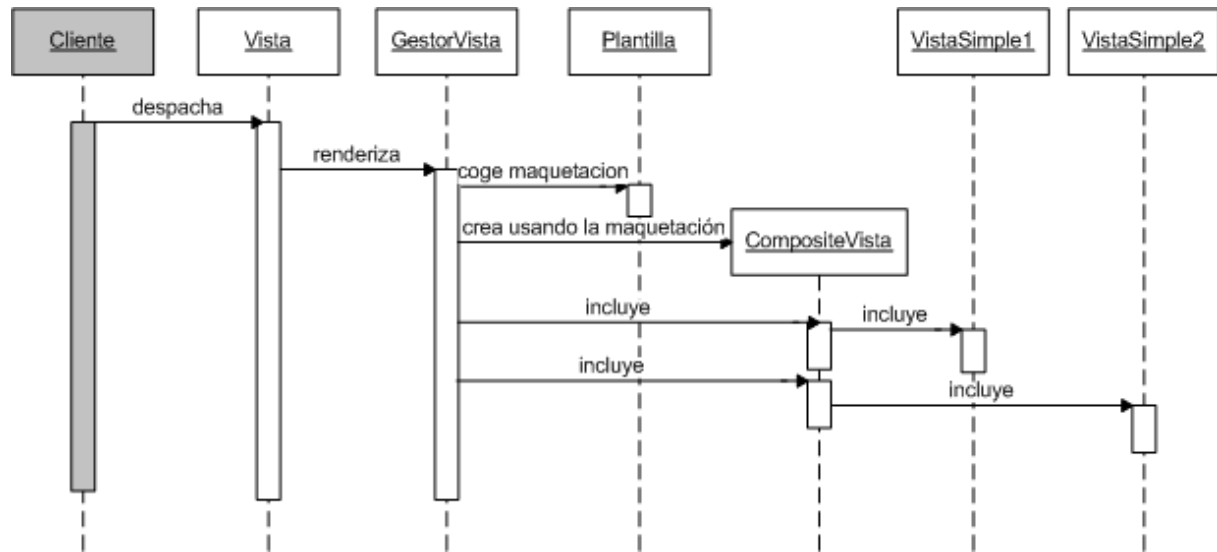 Cliente
Vista
GestorVista
Plantilla
VistaSimple1
VistaSimple2
despacha
renderiza
coge maquetacion
crea usando la maquetación
CompositeVista
incluye
incluye
incluye
incluye